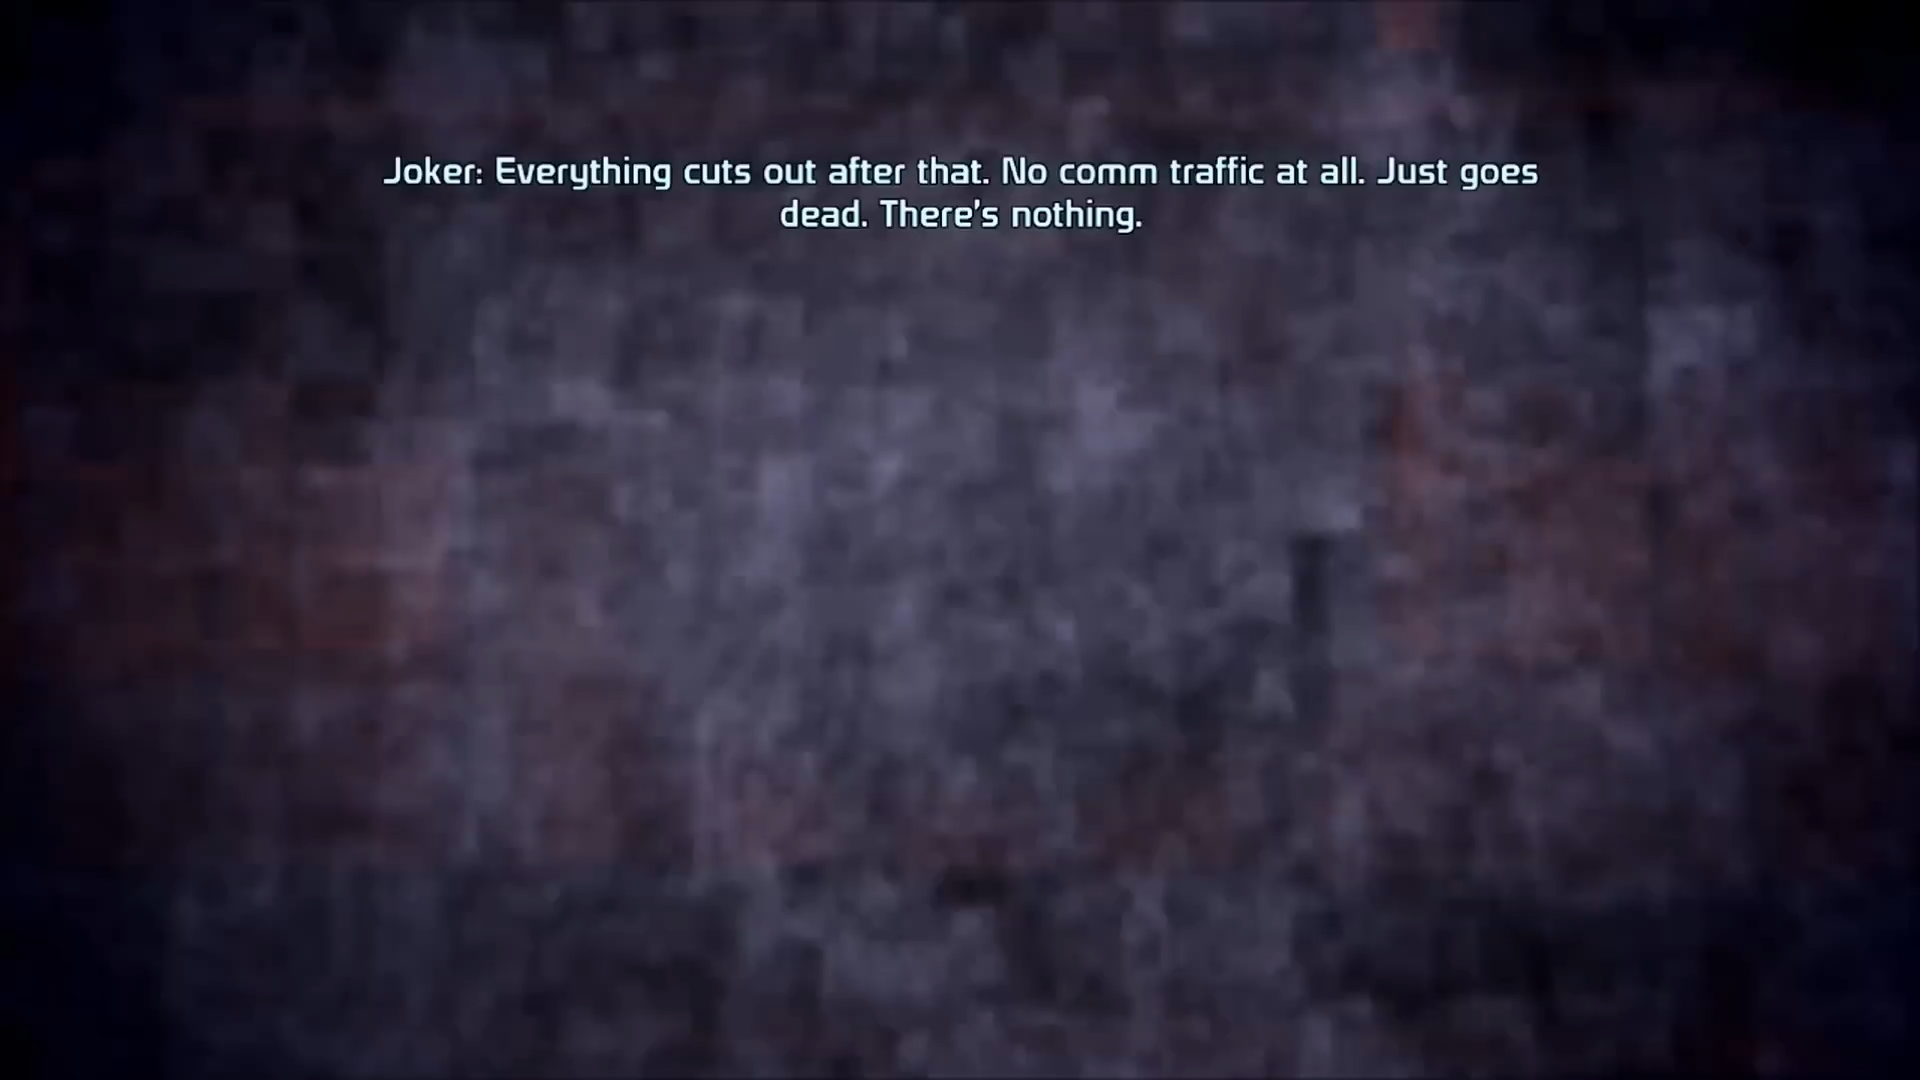 Joker: Everything cuts out after that. No comm traffic at all. Just goes
dead. There's nothing.